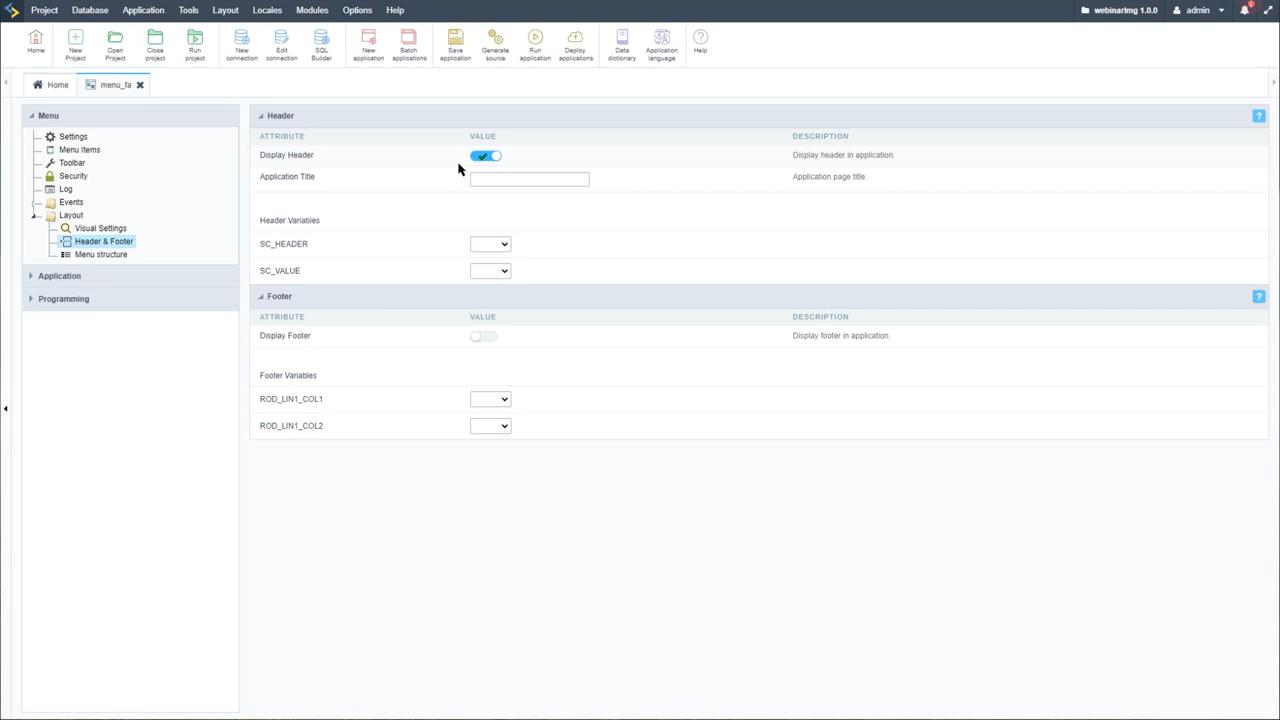 Project Database Application Tools Layout Locales Modules Options Help webinarImg 1.0.0 admin 1
Home New Project Open Project Close project Run project New connection Edit connection SQL Builder New application Batch applications Save application Generate source Run application Deploy applications Data dictionary Application language Help
Home menu_fa
Menu
Settings
Menu Items
Toolbar
Security
Log
Events
Layout
Visual Settings
Header & Footer
Menu structure
Application
Programming
Header ?
ATTRIBUTE VALUE DESCRIPTION
Display Header Display header in application.
Application Title Application page title.
Header Variables
SC_HEADER
SC_VALUE
Footer ?
ATTRIBUTE VALUE DESCRIPTION
Display Footer Display footer in application.
Footer Variables
ROD_LIN1_COL1
ROD_LIN1_COL2